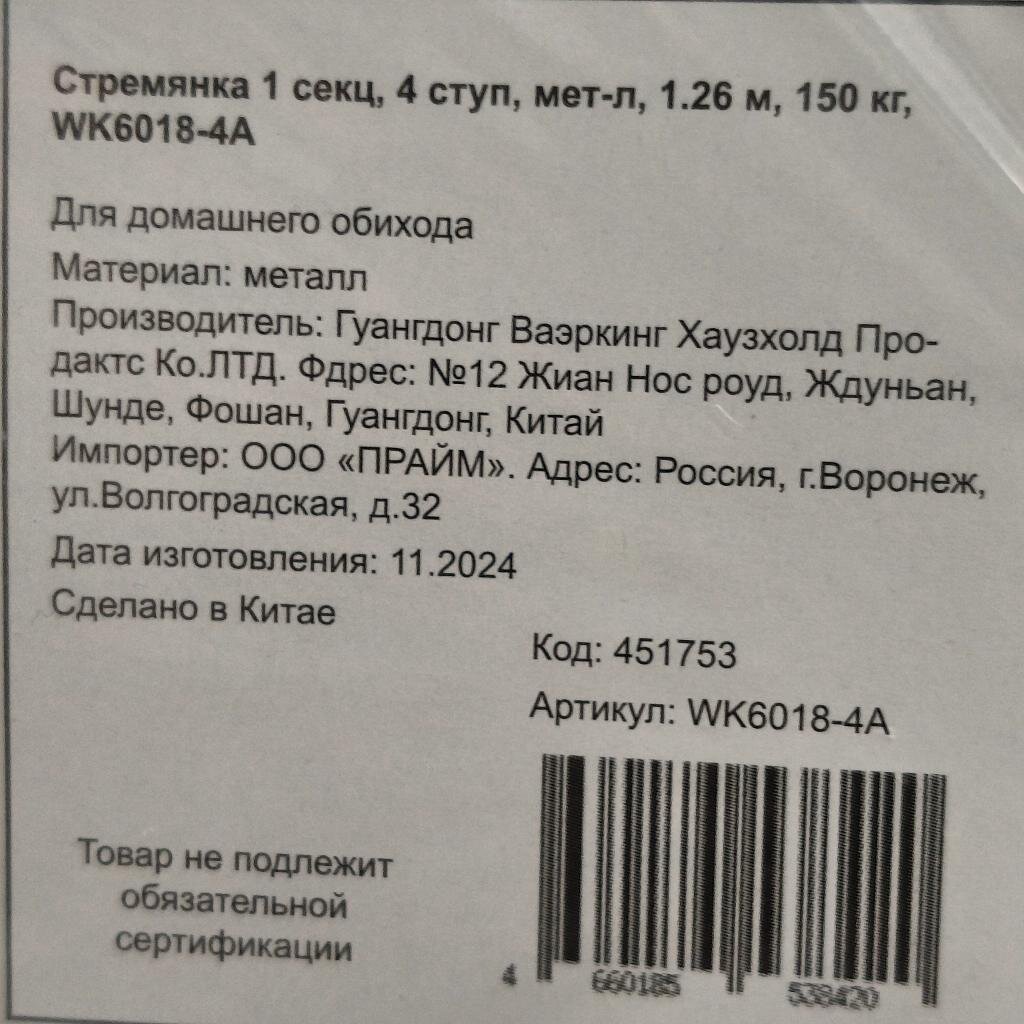 Стремянка 1 секц, 4 ступ, мет-л, 1.26 м, 150 кг,
WK6018-4A
Для домашнего обихода
Материал: металл
Производитель: Гуангдонг Ваэркинг Хаузхолд Про-
дактс Ко.ЛТД. Фдрес: №12 Жиан Нос роуд, Ждуньан,
Шунде, Фошан, Гуангдонг, Китай
Импортер: ООО «ПРАЙМ». Адрес: Россия, г.Воронеж,
ул.Волгоградская, д.32
Дата изготовления: 11.2024
Сделано в Китае
Код: 451753
Артикул: WK6018-4A
Товар не подлежит
обязательной
сертификации
4 660185 538420